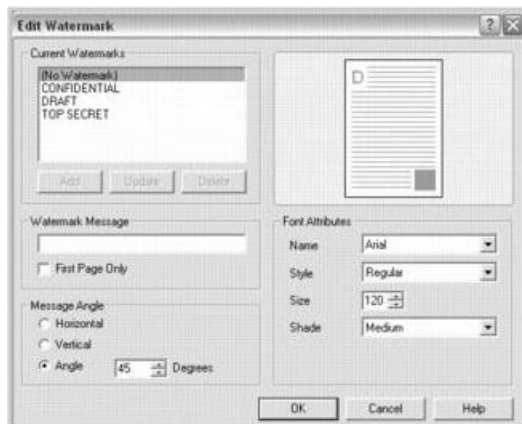 Edit Watermark
Current Watermarks
(No Watermark)
CONFIDENTIAL
DRAFT
TOP SECRET
Add Update Delete
D
Watermark Message
First Page Only
Message Angle
Horizontal
Vertical
Angle 45 Degrees
Font Attributes
Name Arial
Style Regular
Size 120
Shade Medium
OK Cancel Help